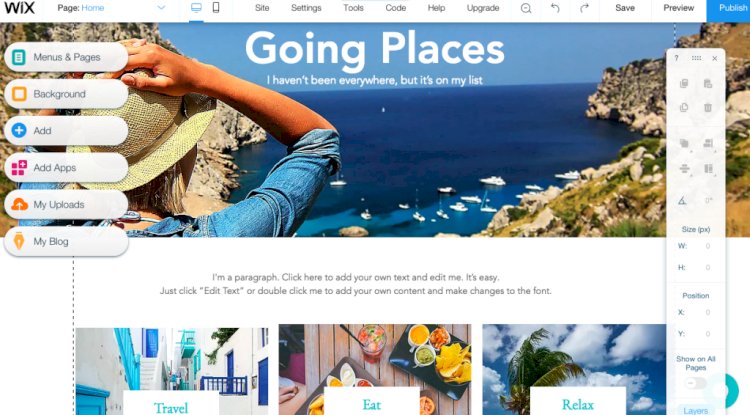 WiX
Page: Home
Site
Settings
Tools
Code
Help
Upgrade
Save
Preview
Publish
Going Places
I haven't been everywhere, but it's on my list
Menus & Pages
Background
Add
Add Apps
My Uploads
My Blog
?
0°
Size (px)
W: 0
H: 0
Position
X: 0
Y: 0
Show on All
Pages
Layers
I'm a paragraph. Click here to add your own text and edit me. It's easy.
Just click “Edit Text” or double click me to add your own content and make changes to the font.
Travel
Eat
Relax